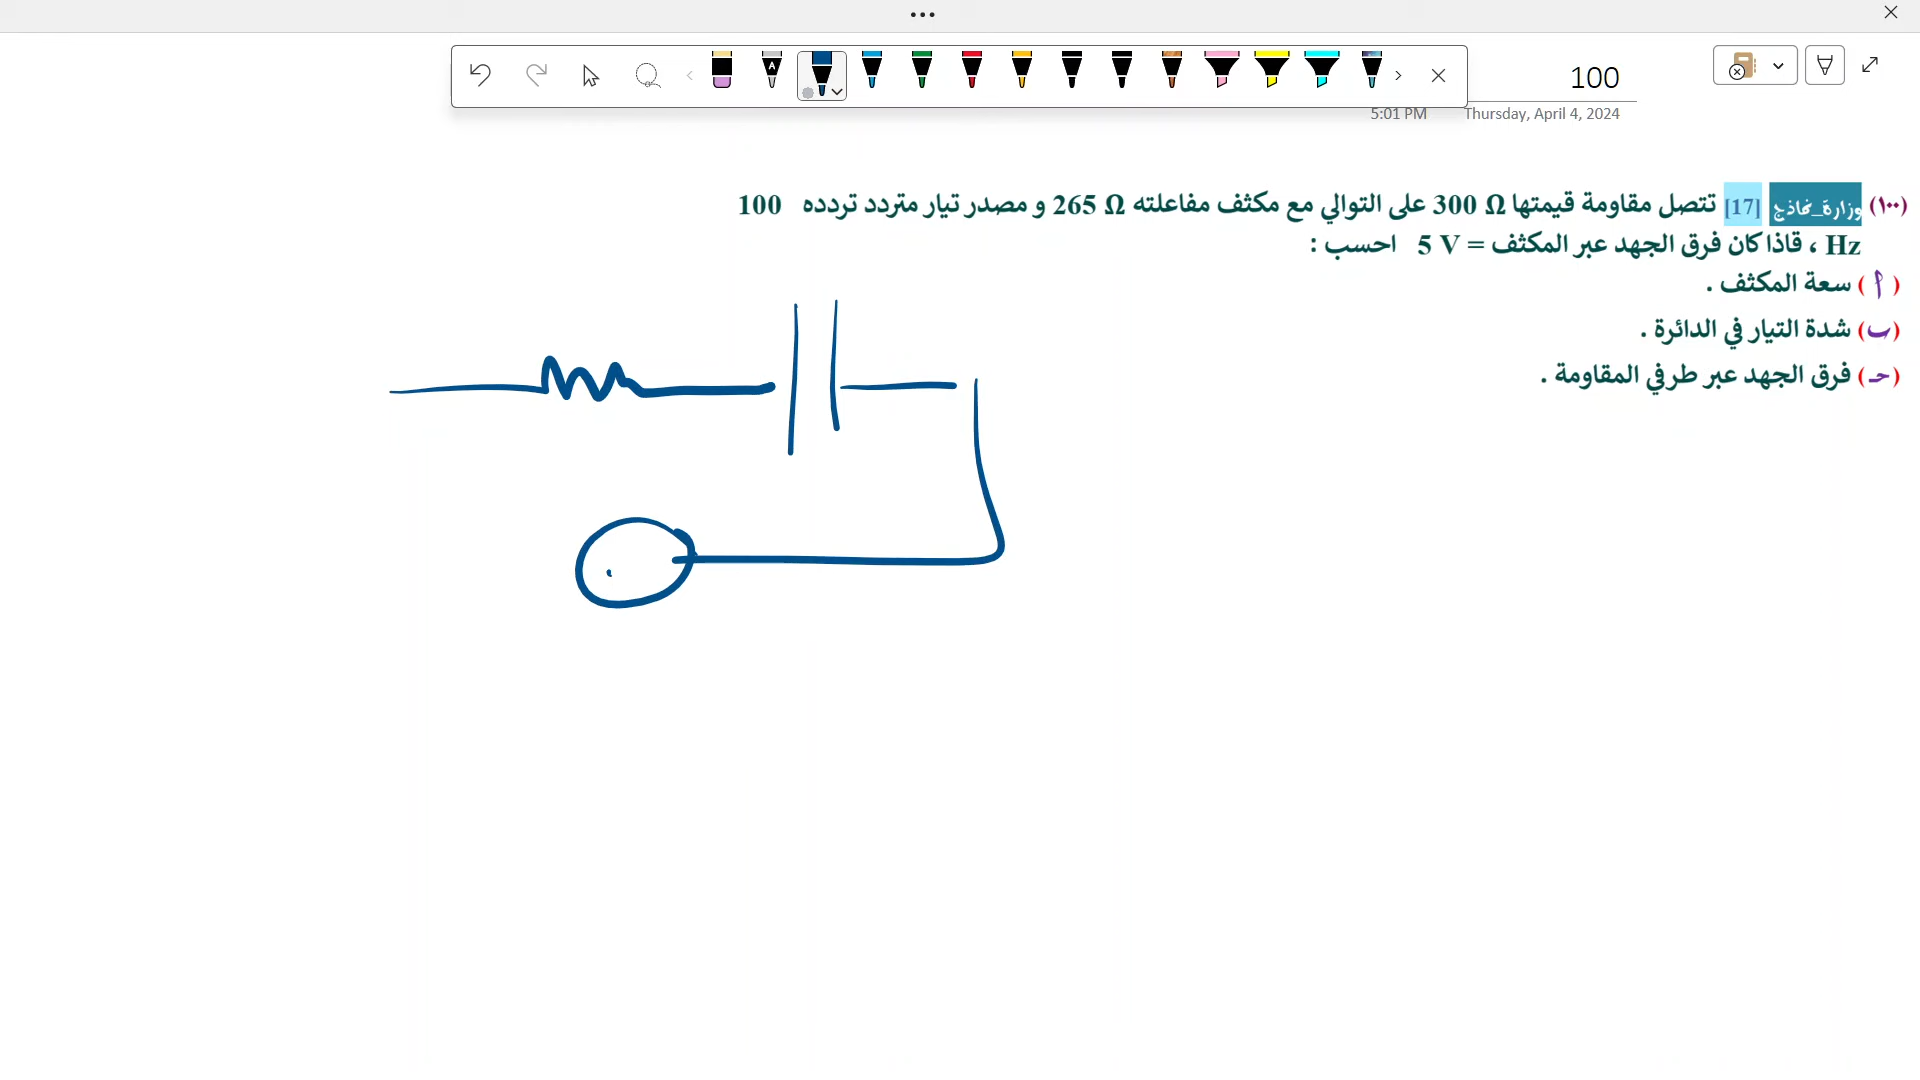 100
5:01 PM Thursday, April 4, 2024
(١٠٠) وزارة_نماذج [17] تتصل مقاومة قيمتها 300 Ω على التوالي مع مكثف مفاعلته 265 Ω و مصدر تيار متردد تردده 100
Hz ، قاذا كان فرق الجهد عبر المكثف = 5 V احسب :
( أ ) سعة المكثف .
(ب) شدة التيار في الدائرة .
(حـ) فرق الجهد عبر طرفي المقاومة .